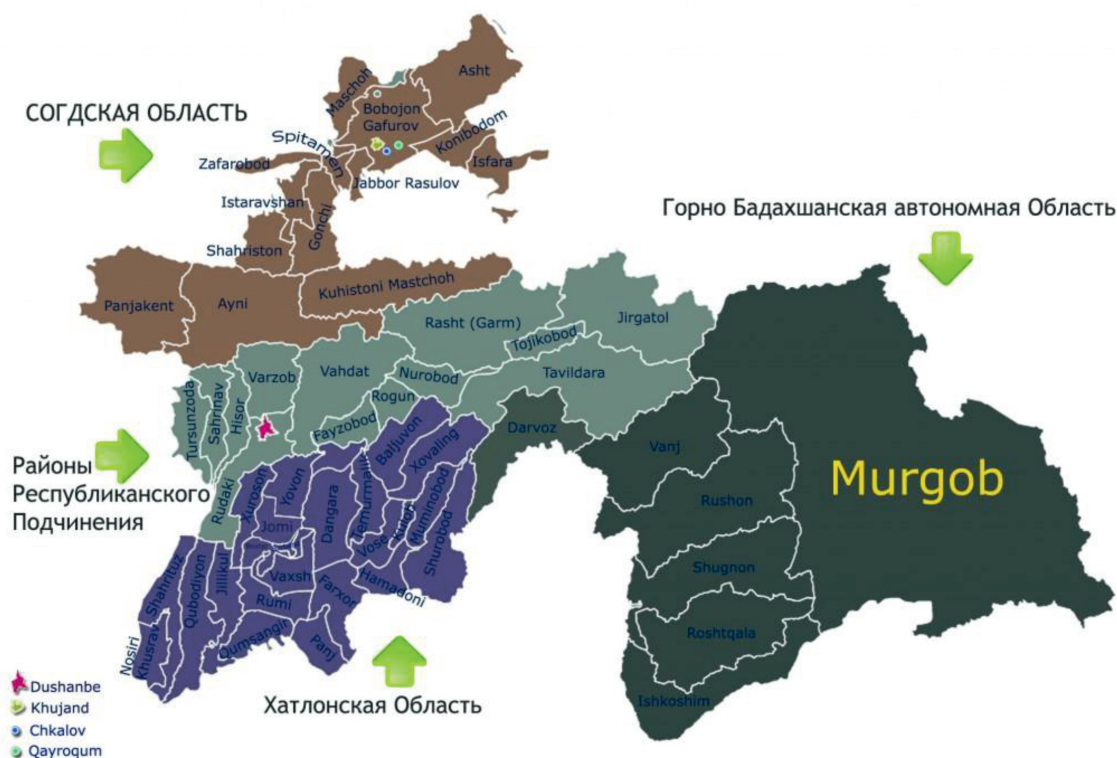 СОГДСКАЯ ОБЛАСТЬ
Asht
Maschoh
Bobojon
Gafurov
Konibodom
Spitamen
Isfara
Zafarobod
Jabbor Rasulov
Istaravshan
Gonchi
Shahriston
Горно Бадахшанская автономная Область
Panjakent
Ayni
Kuhistoni Mastchoh
Rasht (Garm)
Jirgatol
Tojikobod
Varzob
Vahdat
Nurobod
Tavildara
Tursunzoda
Sahrinav
Hisor
Rogun
Fayzobod
Darvoz
Baljuvon
Xovaling
Vanj
Районы
Республиканского
Подчинения
Murgob
Rudaki
Xuroson
Yovon
Dangara
Temurmalik
Muminobod
Rushon
Jomi
Vose
Kulob
Shurobod
Shugnon
Shahrituz
Qubodiyon
Jillikul
Vaxsh
Farxor
Hamadoni
Rumi
Roshtqala
Nosiri
Khusrav
Qumsangir
Panj
Ishkoshim
Хатлонская Область
Dushanbe
Khujand
Chkalov
Qayroqum